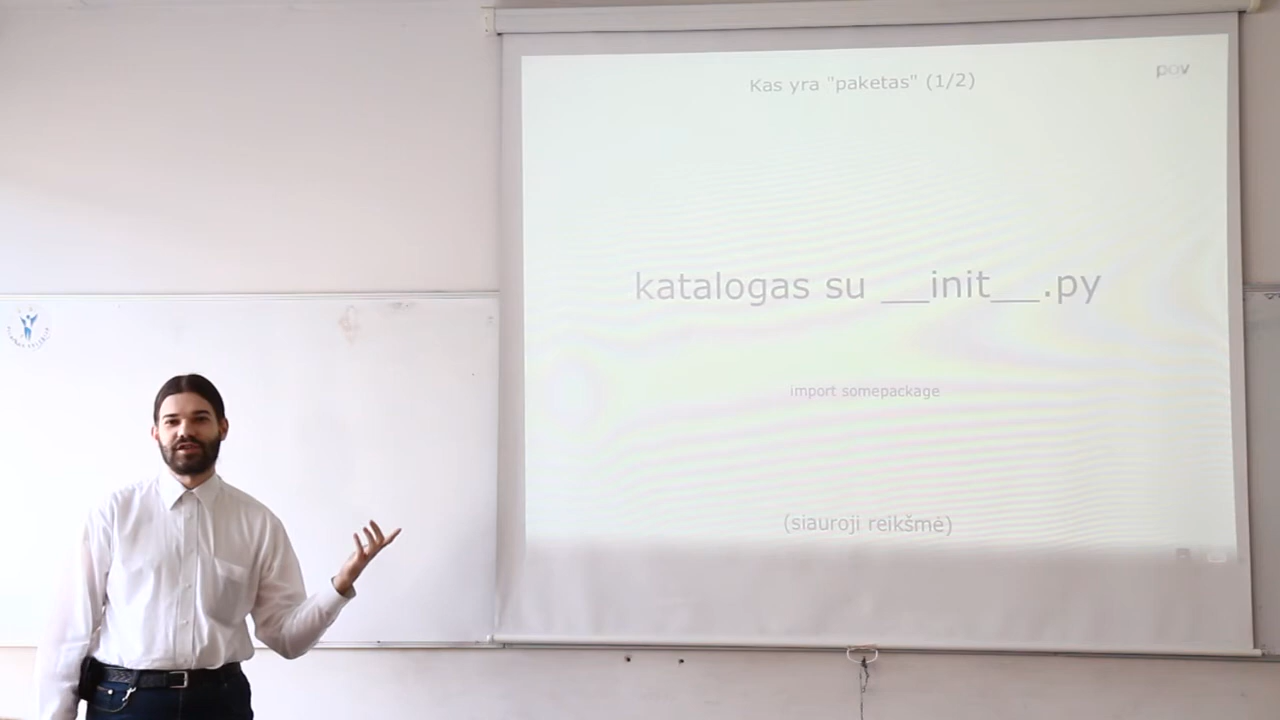 Kas yra "paketas" (1/2)
pov
katalogas su __init__.py
import somepackage
(siauroji reikšmė)